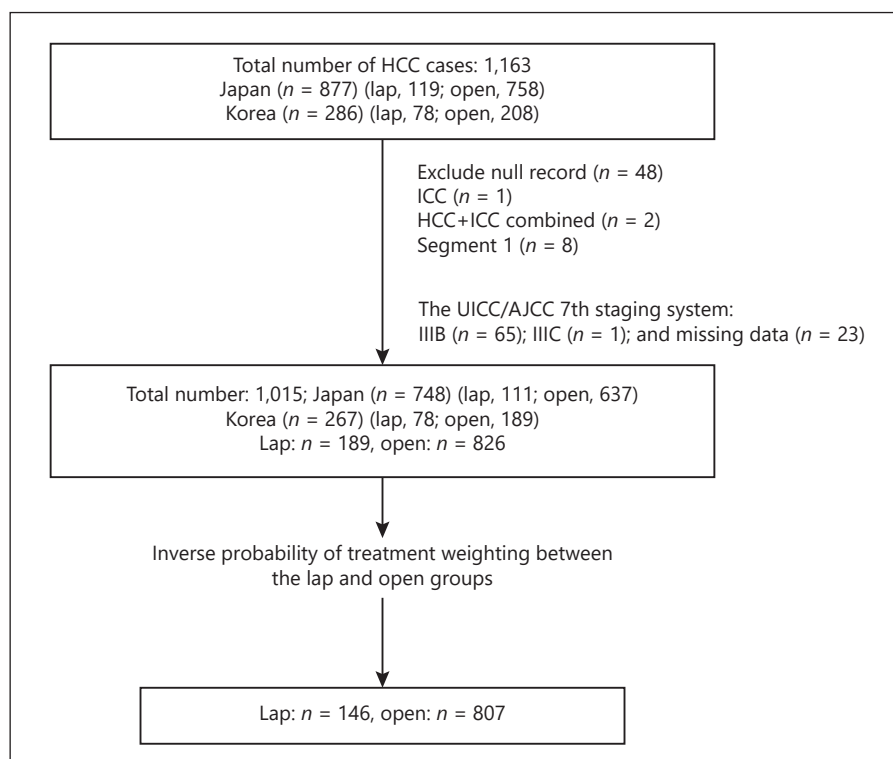 Total number of HCC cases: 1,163
Japan (n = 877) (lap, 119; open, 758)
Korea (n = 286) (lap, 78; open, 208)
Exclude null record (n = 48)
ICC (n = 1)
HCC+ICC combined (n = 2)
Segment 1 (n = 8)
The UICC/AJCC 7th staging system:
IIIB (n = 65); IIIC (n = 1); and missing data (n = 23)
Total number: 1,015; Japan (n = 748) (lap, 111; open, 637)
Korea (n = 267) (lap, 78; open, 189)
Lap: n = 189, open: n = 826
Inverse probability of treatment weighting between
the lap and open groups
Lap: n = 146, open: n = 807